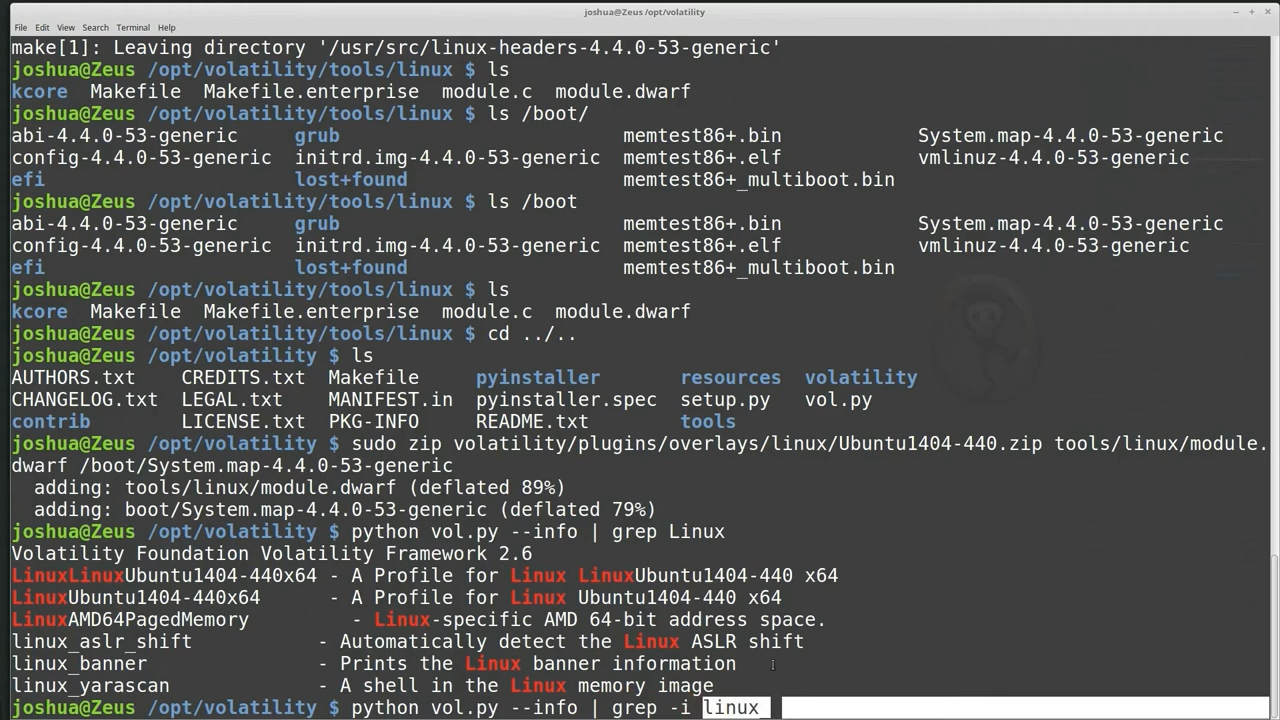 joshua@Zeus /opt/volatility
File Edit View Search Terminal Help
make[1]: Leaving directory '/usr/src/linux-headers-4.4.0-53-generic'
joshua@Zeus /opt/volatility/tools/linux $ ls
kcore  Makefile  Makefile.enterprise  module.c  module.dwarf
joshua@Zeus /opt/volatility/tools/linux $ ls /boot/
abi-4.4.0-53-generic     grub                       memtest86+.bin            System.map-4.4.0-53-generic
config-4.4.0-53-generic  initrd.img-4.4.0-53-generic  memtest86+.elf            vmlinuz-4.4.0-53-generic
efi                      lost+found                 memtest86+_multiboot.bin
joshua@Zeus /opt/volatility/tools/linux $ ls /boot
abi-4.4.0-53-generic     grub                       memtest86+.bin            System.map-4.4.0-53-generic
config-4.4.0-53-generic  initrd.img-4.4.0-53-generic  memtest86+.elf            vmlinuz-4.4.0-53-generic
efi                      lost+found                 memtest86+_multiboot.bin
joshua@Zeus /opt/volatility/tools/linux $ ls
kcore  Makefile  Makefile.enterprise  module.c  module.dwarf
joshua@Zeus /opt/volatility/tools/linux $ cd ../..
joshua@Zeus /opt/volatility $ ls
AUTHORS.txt    CREDITS.txt  Makefile     pyinstaller       resources  volatility
CHANGELOG.txt  LEGAL.txt    MANIFEST.in  pyinstaller.spec  setup.py   vol.py
contrib        LICENSE.txt  PKG-INFO     README.txt        tools
joshua@Zeus /opt/volatility $ sudo zip volatility/plugins/overlays/linux/Ubuntu1404-440.zip tools/linux/module.
dwarf /boot/System.map-4.4.0-53-generic
  adding: tools/linux/module.dwarf (deflated 89%)
  adding: boot/System.map-4.4.0-53-generic (deflated 79%)
joshua@Zeus /opt/volatility $ python vol.py --info | grep Linux
Volatility Foundation Volatility Framework 2.6
LinuxLinuxUbuntu1404-440x64 - A Profile for Linux LinuxUbuntu1404-440 x64
LinuxUbuntu1404-440x64      - A Profile for Linux Ubuntu1404-440 x64
LinuxAMD64PagedMemory         - Linux-specific AMD 64-bit address space.
linux_aslr_shift           - Automatically detect the Linux ASLR shift
linux_banner               - Prints the Linux banner information
linux_yarascan             - A shell in the Linux memory image
joshua@Zeus /opt/volatility $ python vol.py --info | grep -i linux_